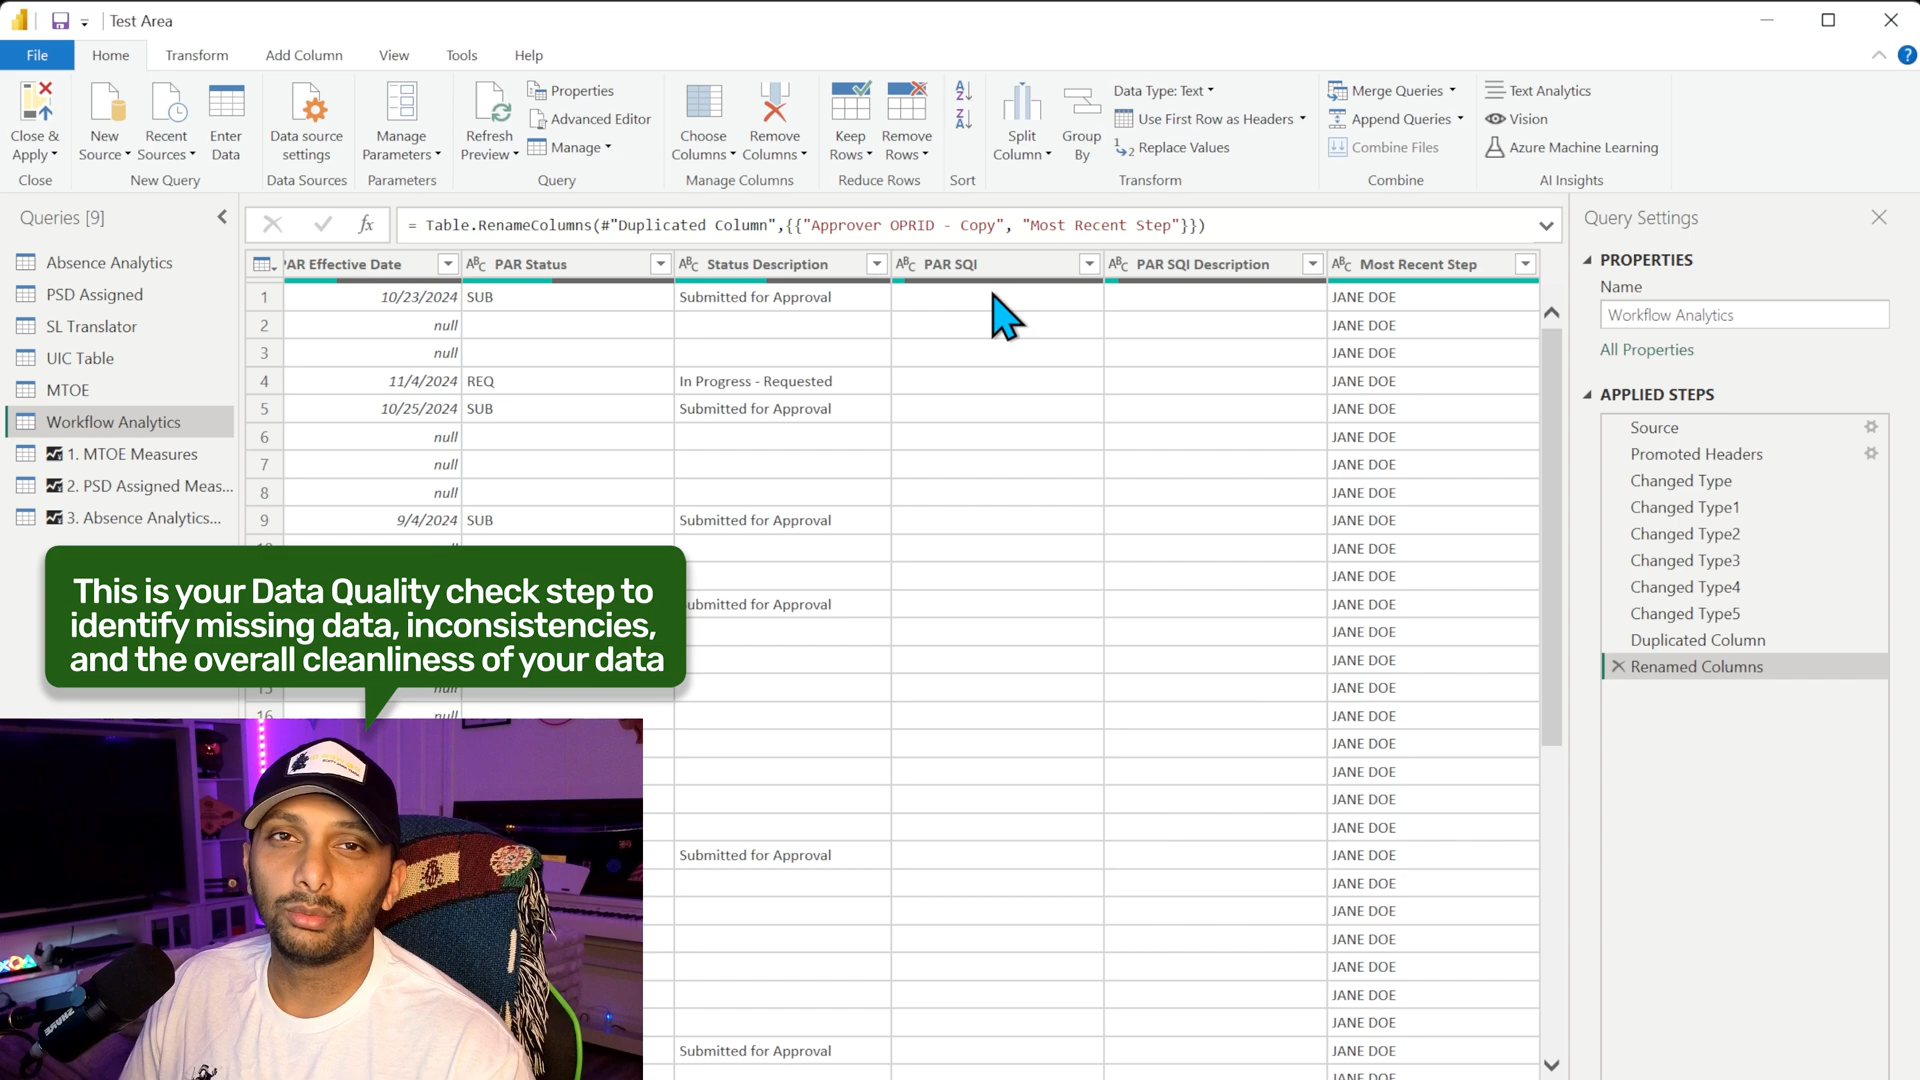 Test Area
File
Home
Transform
Add Column
View
Tools
Help
Close &
Apply
Close
New
Source
Recent
Sources
Enter
Data
New Query
Data source
settings
Data Sources
Manage
Parameters
Parameters
Refresh
Preview
Properties
Advanced Editor
Manage
Query
Choose
Columns
Remove
Columns
Manage Columns
Keep
Rows
Remove
Rows
Reduce Rows
Sort
Split
Column
Group
By
Data Type: Text
Use First Row as Headers
Replace Values
Transform
Merge Queries
Append Queries
Combine Files
Combine
Text Analytics
Vision
Azure Machine Learning
AI Insights
Queries [9]
Absence Analytics
PSD Assigned
SL Translator
UIC Table
MTOE
Workflow Analytics
1. MTOE Measures
2. PSD Assigned Meas...
3. Absence Analytics...
fx = Table.RenameColumns(#"Duplicated Column",{{"Approver OPRID - Copy", "Most Recent Step"}})
PAR Effective Date ABC PAR Status ABC Status Description ABC PAR SQI ABC PAR SQI Description ABC Most Recent Step
1 10/23/2024 SUB Submitted for Approval JANE DOE
2 null JANE DOE
3 null JANE DOE
4 11/4/2024 REQ In Progress - Requested JANE DOE
5 10/25/2024 SUB Submitted for Approval JANE DOE
6 null JANE DOE
7 null JANE DOE
8 null JANE DOE
9 9/4/2024 SUB Submitted for Approval JANE DOE
JANE DOE
JANE DOE
ubmitted for Approval JANE DOE
JANE DOE
JANE DOE
15 null JANE DOE
16 null JANE DOE
JANE DOE
JANE DOE
JANE DOE
JANE DOE
Submitted for Approval JANE DOE
JANE DOE
JANE DOE
JANE DOE
JANE DOE
JANE DOE
JANE DOE
Submitted for Approval JANE DOE
JANE DOE
This is your Data Quality check step to
identify missing data, inconsistencies,
and the overall cleanliness of your data
SHURE
Query Settings
PROPERTIES
Name
Workflow Analytics
All Properties
APPLIED STEPS
Source
Promoted Headers
Changed Type
Changed Type1
Changed Type2
Changed Type3
Changed Type4
Changed Type5
Duplicated Column
Renamed Columns